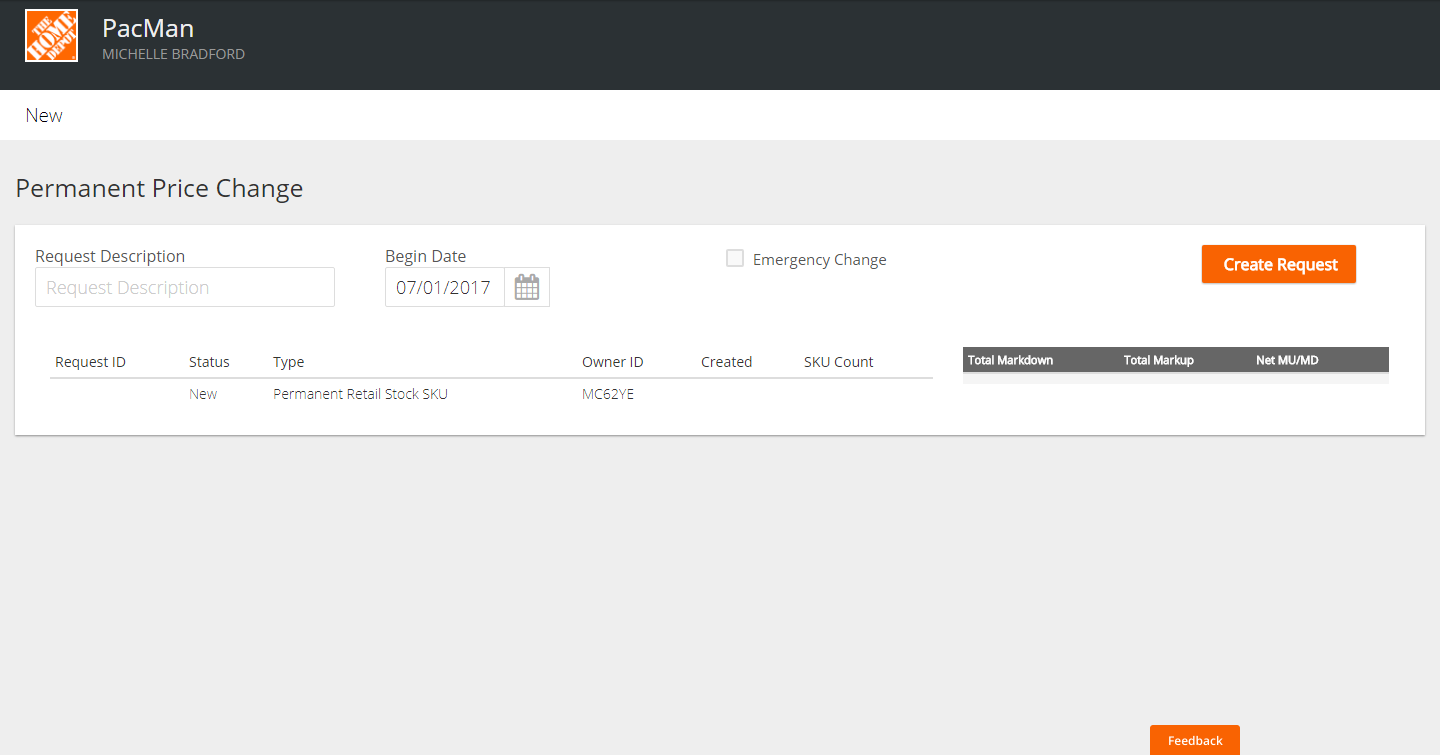 THE HOME DEPOT
PacMan
MICHELLE BRADFORD
New
Permanent Price Change
Request Description
Begin Date
Emergency Change
Create Request
Request Description
07/01/2017
Request ID Status Type Owner ID Created SKU Count
Total Markdown Total Markup Net MU/MD
New Permanent Retail Stock SKU MC62YE
Feedback